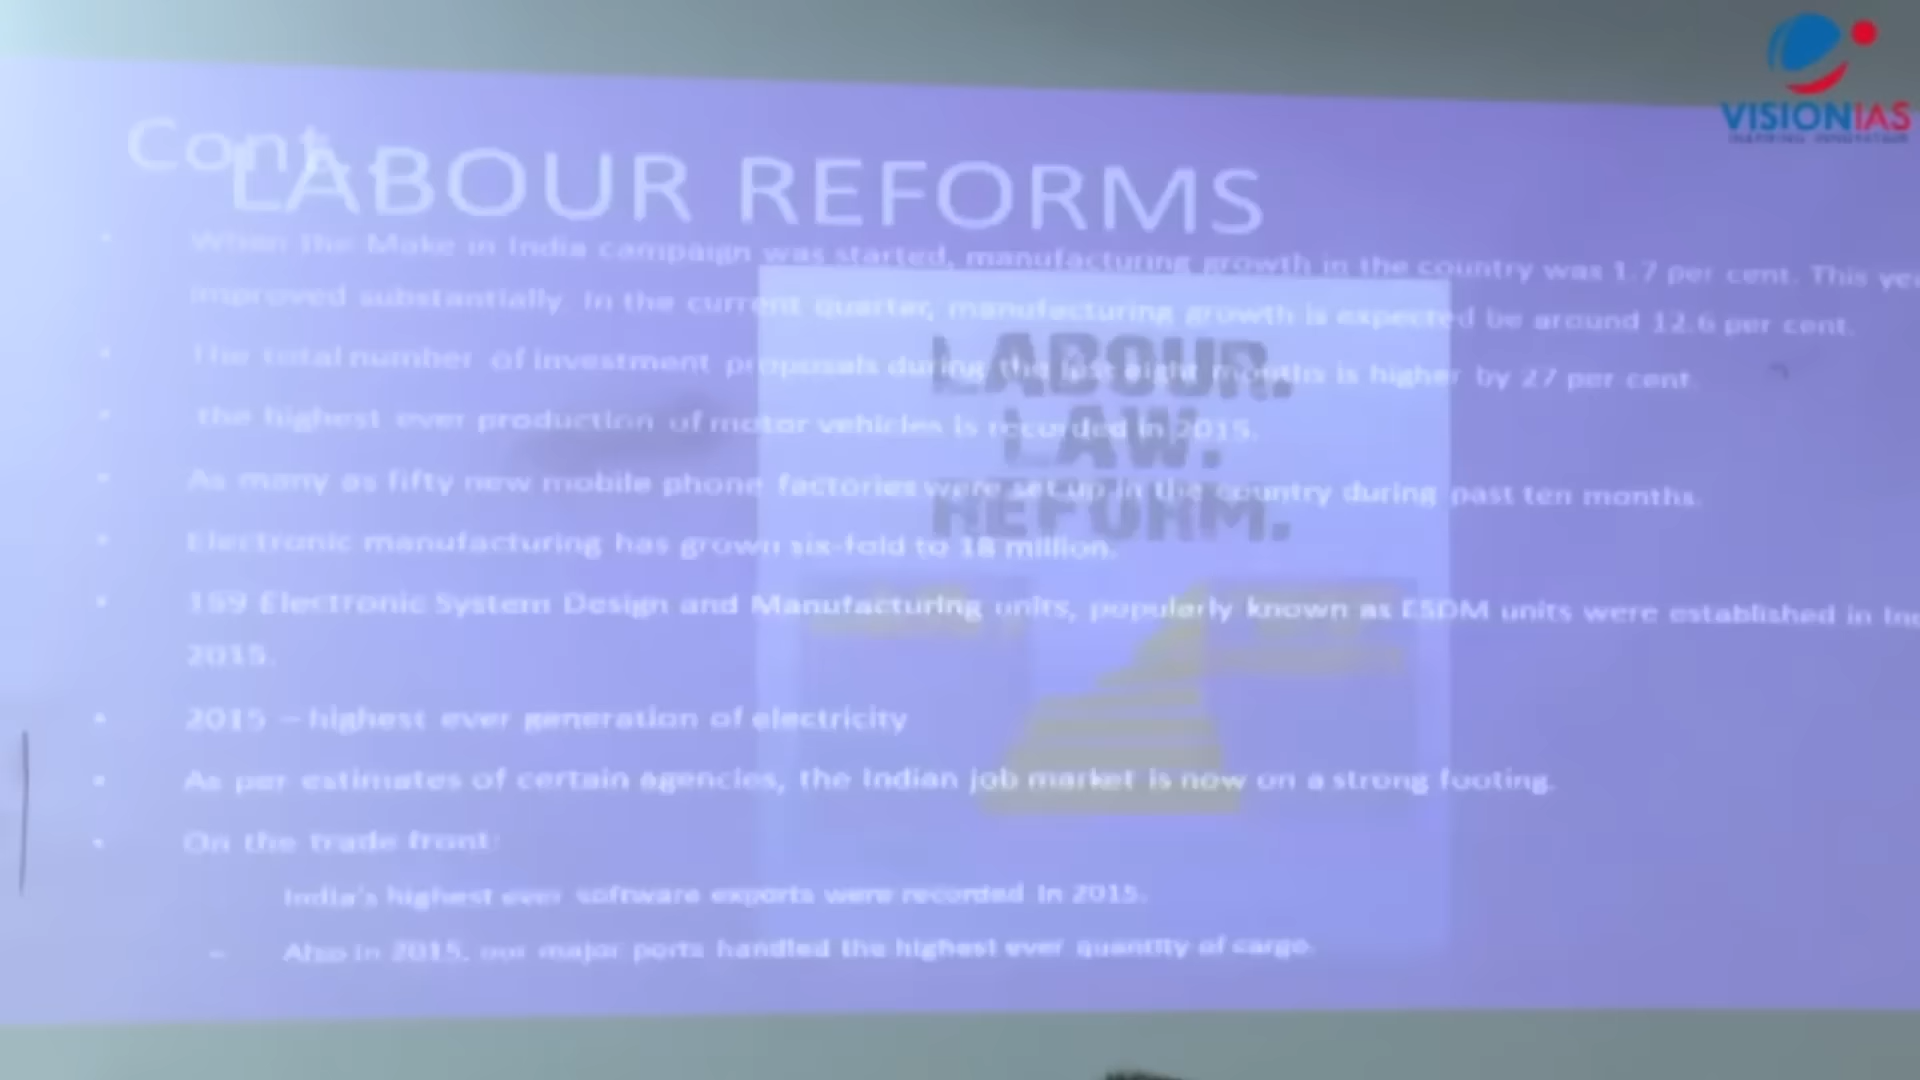 VISIONIAS
Cont
LABOUR REFORMS
When the Make in India campaign was started, manufacturing growth in the country was 1.7 per cent. This
improved substantially. In the current quarter, manufacturing growth is expected be around 12.6 per cent.
The total number of investment proposals during the last eight months is higher by 27 per cent.
the highest ever production of motor vehicles is recorded in 2015.
As many as fifty new mobile phone factories were set up in the country during past ten months.
Electronic manufacturing has grown six-fold to 18 million.
159 Electronic System Design and Manufacturing units, popularly known as ESDM units were established in
2015.
2015 – highest ever generation of electricity
As per estimates of certain agencies, the Indian job market is now on a strong footing.
On the trade front:
India's highest ever software exports were recorded in 2015.
– Also in 2015, our major ports handled the highest ever quantity of cargo.
LABOUR.
LAW.
REFORM.